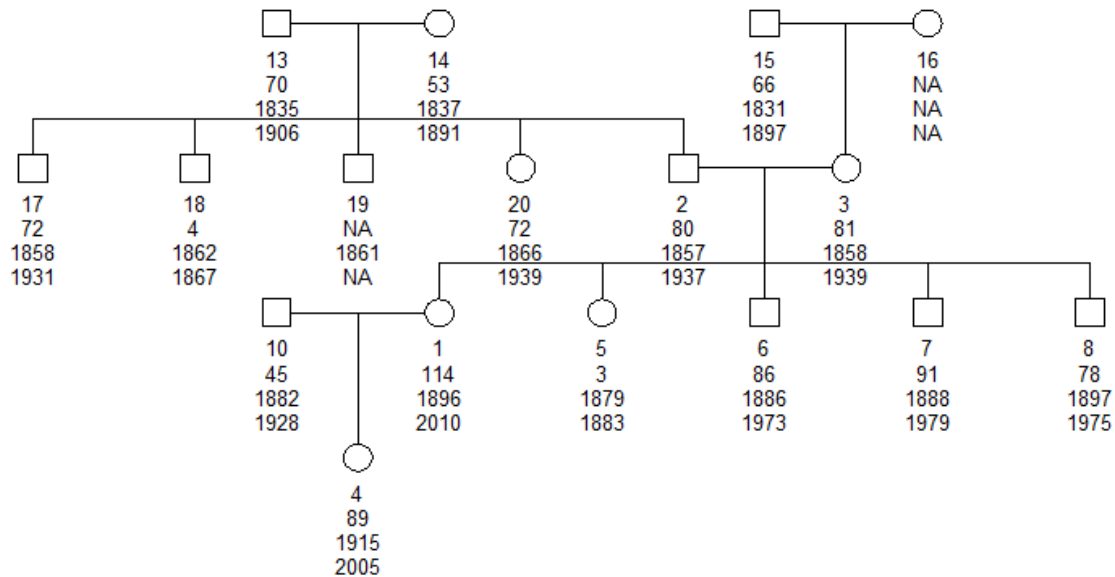 13 14 15 16
70 53 66 NA
1835 1837 1831 NA
1906 1891 1897 NA
17 18 19 20 2 3
72 4 NA 72 80 81
1858 1862 1861 1866 1857 1858
1931 1867 NA 1939 1937 1939
10 1 5 6 7 8
45 114 3 86 91 78
1882 1896 1879 1886 1888 1897
1928 2010 1883 1973 1979 1975
4
89
1915
2005